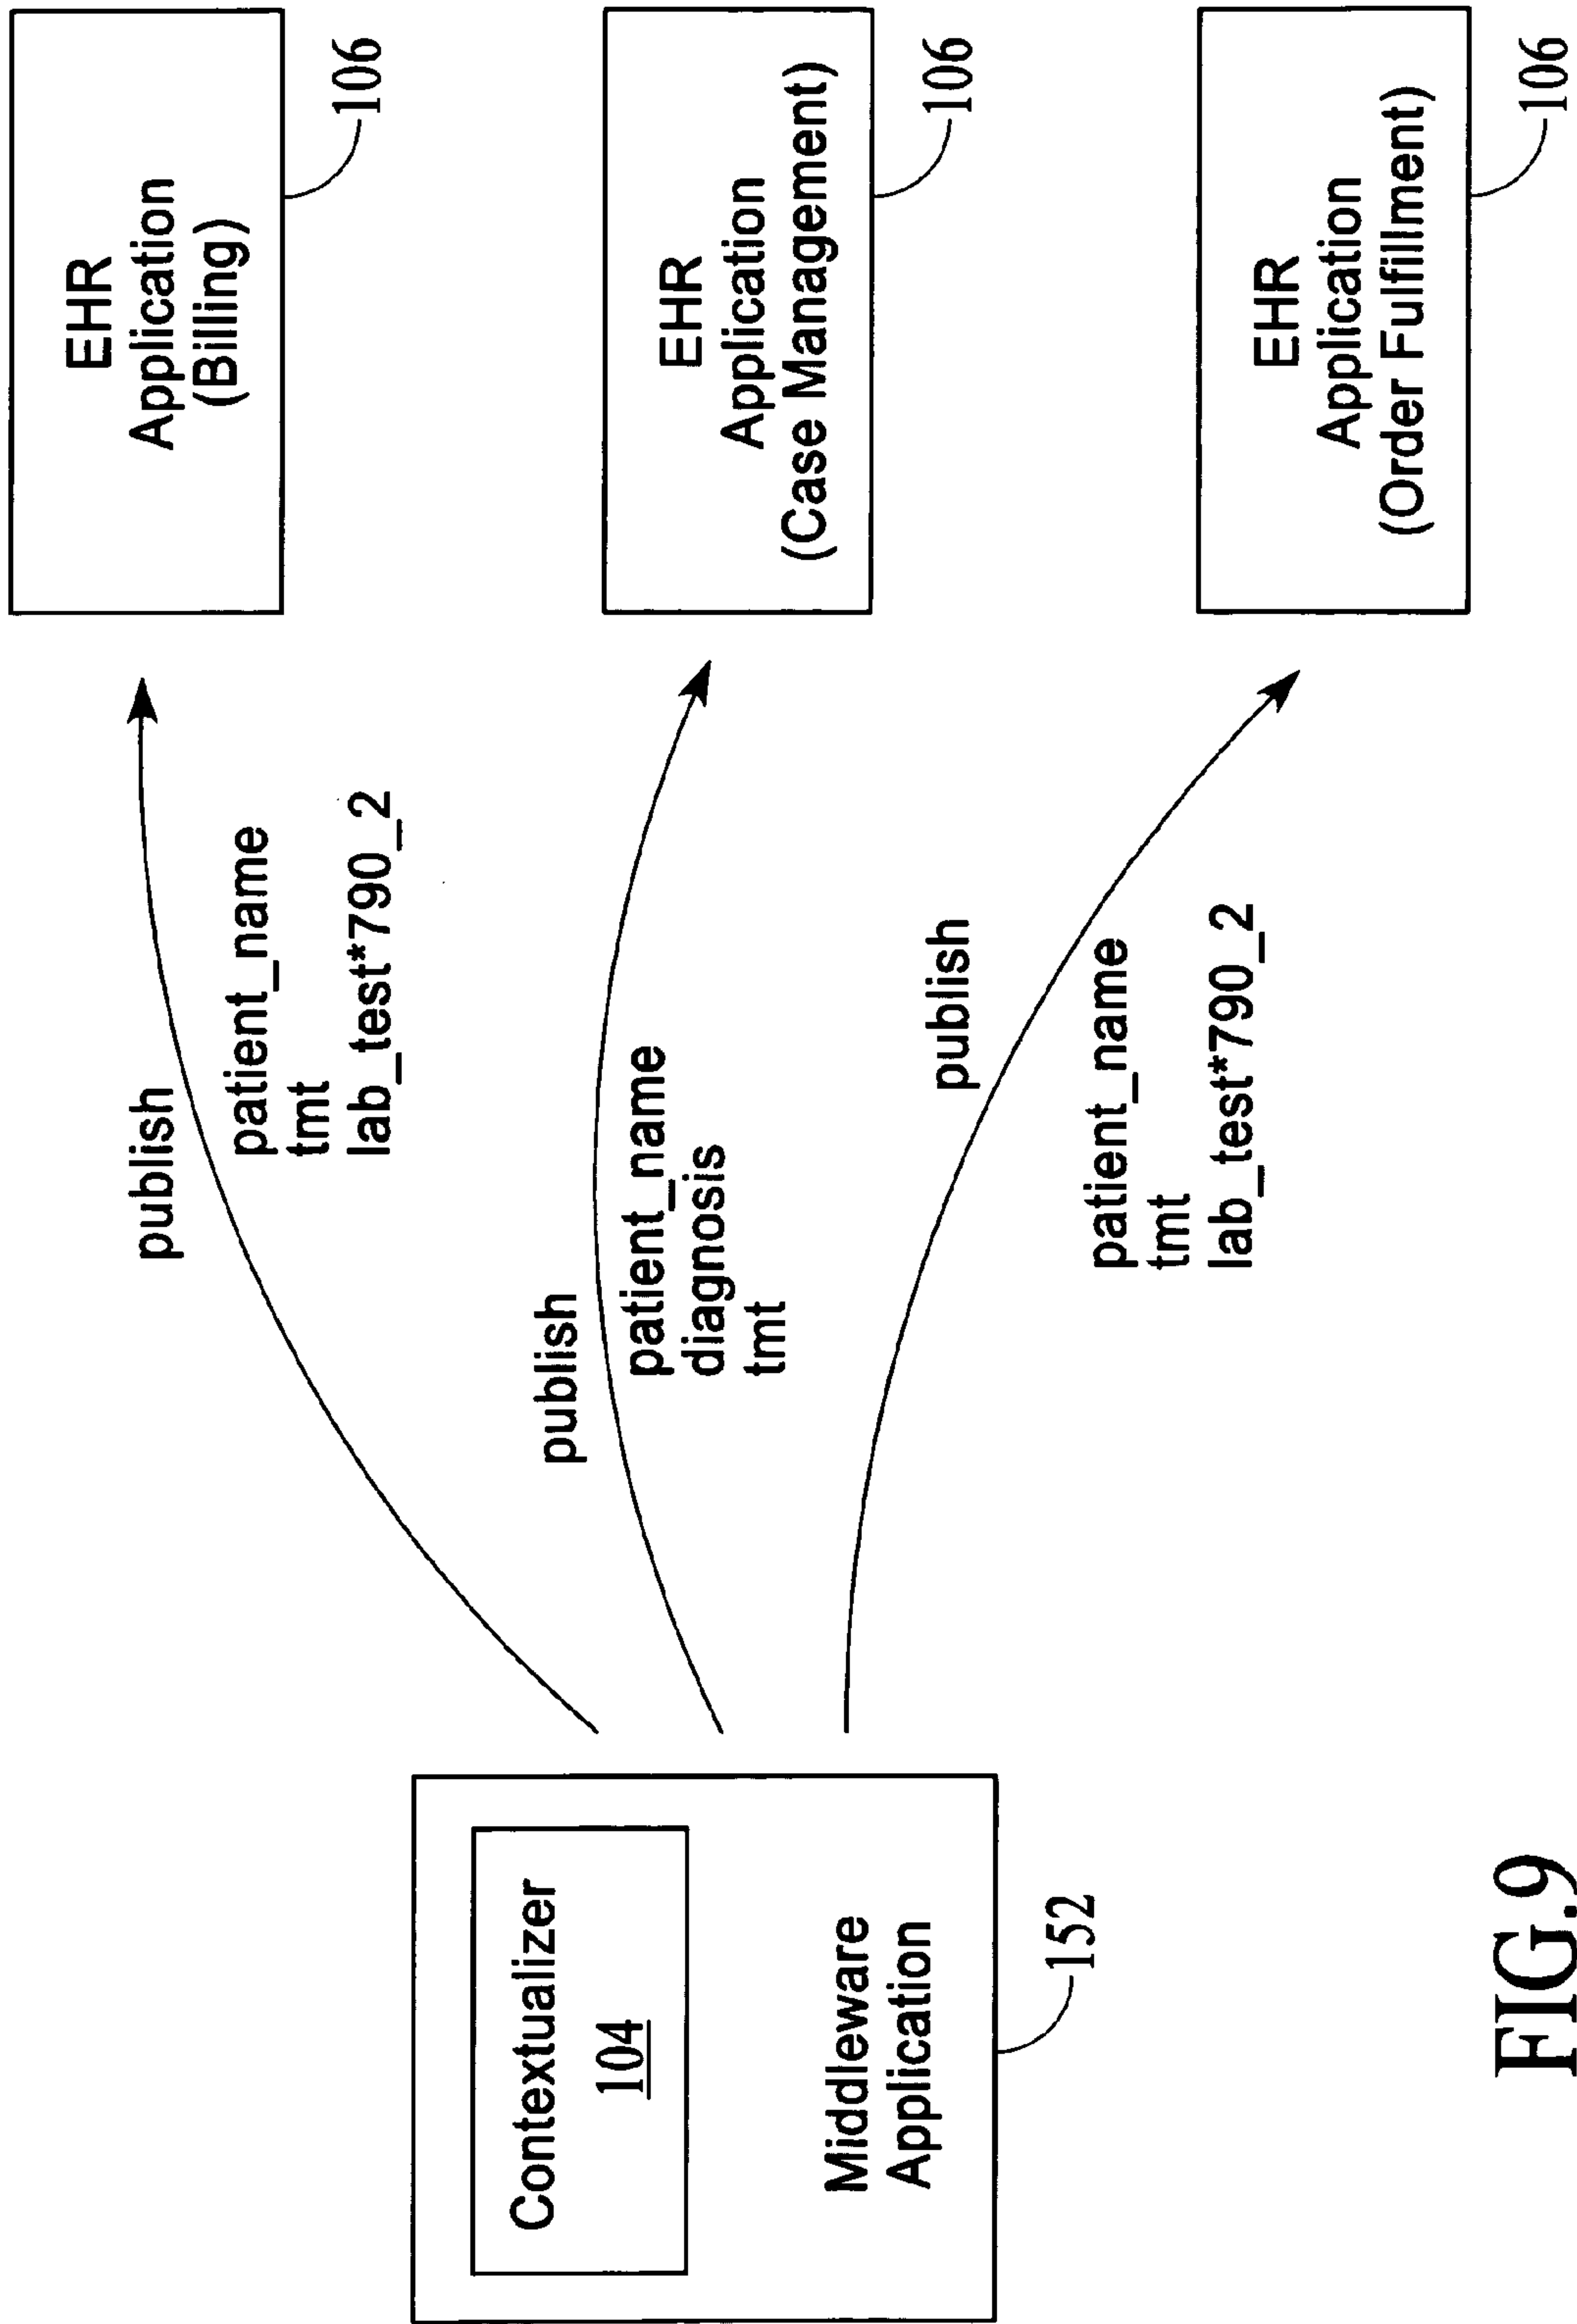 Contextualizer
104
Middleware
Application
152
publish
patient_name
tmt
lab_test*790_2
publish
patient_name
diagnosis
tmt
publish
patient_name
tmt
lab_test*790_2
EHR
Application
(Billing)
106
EHR
Application
(Case Management)
106
EHR
Application
(Order Fulfillment)
106
FIG.9